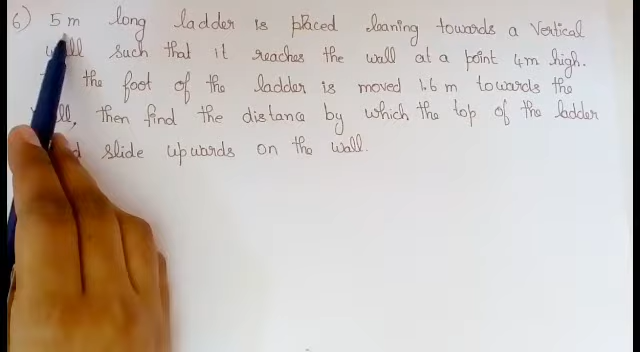 6) 5 m long ladder is placed leaning towards a vertical
wall such that it reaches the wall at a point 4m high.
the foot of the ladder is moved 1.6 m towards the
then find the distance by which the top of the ladder
slide upwards on the wall.